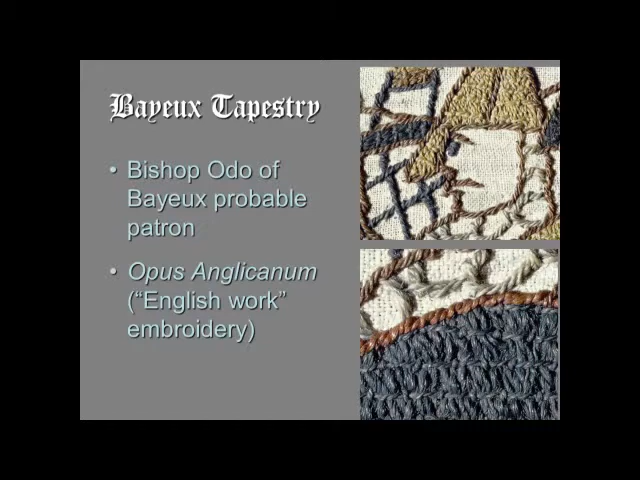 Bayeux Tapestry
• Bishop Odo of
Bayeux probable
patron
• Opus Anglicanum
(“English work”
embroidery)